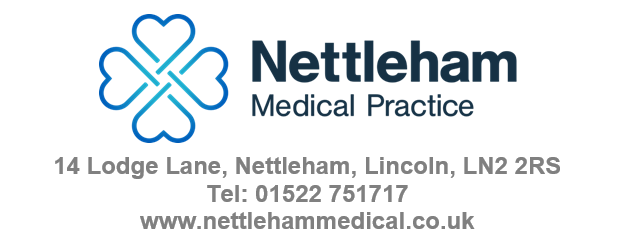 Nettleham
Medical Practice
14 Lodge Lane, Nettleham, Lincoln, LN2 2RS
Tel: 01522 751717
www.nettlehammedical.co.uk